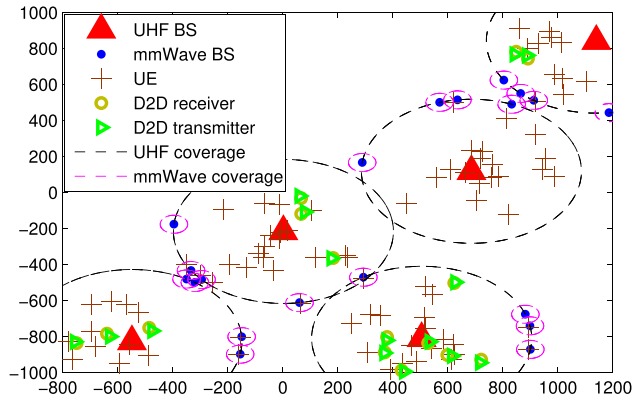 1000
800
600
400
200
0
-200
-400
-600
-800
-1000
UHF BS
mmWave BS
UE
D2D receiver
D2D transmitter
UHF coverage
mmWave coverage
-800 -600 -400 -200 0 200 400 600 800 1000 1200